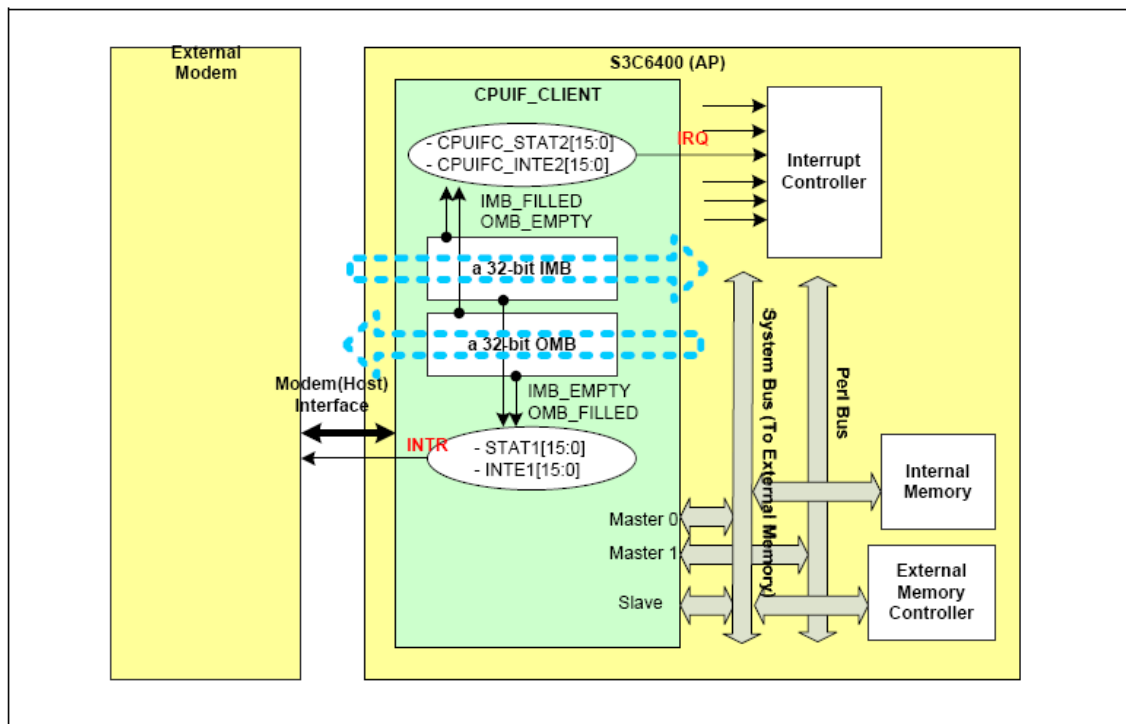 External
Modem
S3C6400 (AP)
CPUIF_CLIENT
- CPUIFC_STAT2[15:0]
- CPUIFC_INTE2[15:0]
IRQ
Interrupt
Controller
IMB_FILLED
OMB_EMPTY
a 32-bit IMB
a 32-bit OMB
Modem(Host)
Interface
IMB_EMPTY
OMB_FILLED
INTR
- STAT1[15:0]
- INTE1[15:0]
System Bus (To External Memory)
Perl Bus
Internal
Memory
Master 0
Master 1
Slave
External
Memory
Controller